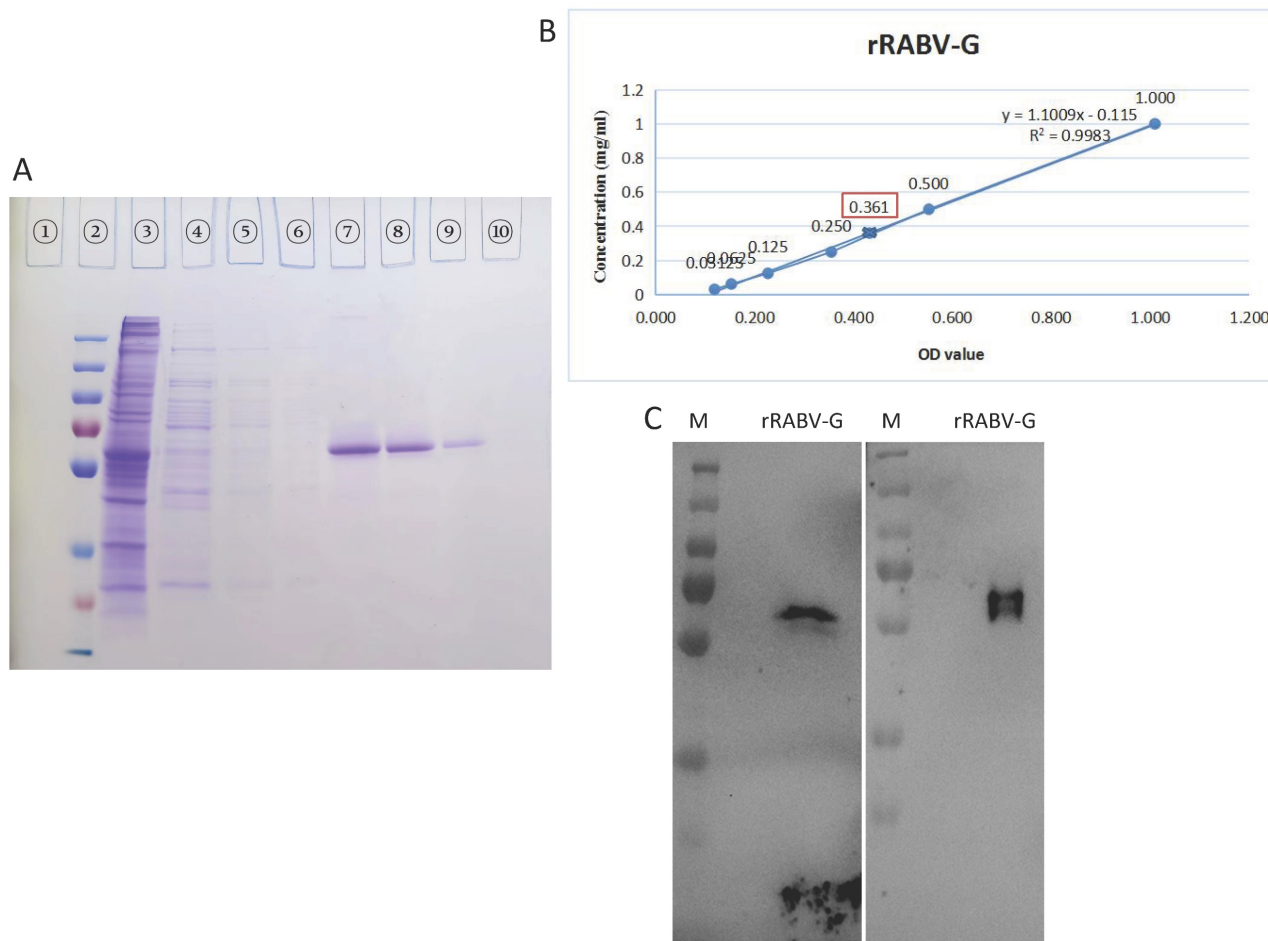 A
① ② ③ ④ ⑤ ⑥ ⑦ ⑧ ⑨ ⑩
B
rRABV-G
Concentration (mg/ml)
1.2
1
0.8
0.6
0.4
0.2
0
0.03125
0.0625
0.125
0.250
0.361
0.500
1.000
y = 1.1009x - 0.115
R² = 0.9983
0.000 0.200 0.400 0.600 0.800 1.000 1.200
OD value
C
M rRABV-G M rRABV-G